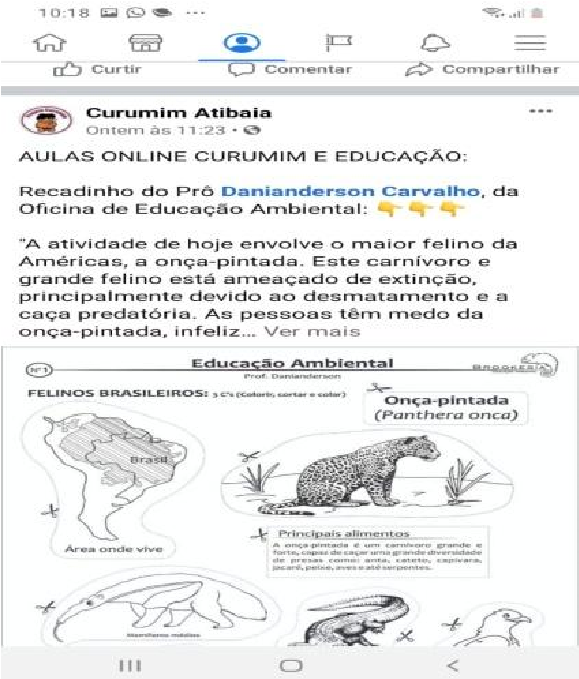 10:18
Curtir Comentar Compartilhar
Curumim Atibaia
Ontem às 11:23 •
AULAS ONLINE CURUMIM E EDUCAÇÃO:
Recadinho do Prô Danianderson Carvalho, da
Oficina de Educação Ambiental: 👇👇👇
"A atividade de hoje envolve o maior felino da
Américas, a onça-pintada. Este carnívoro e
grande felino está ameaçado de extinção,
principalmente devido ao desmatamento e a
caça predatória. As pessoas têm medo da
onça-pintada, infeliz... Ver mais
Nº1
Educação Ambiental
Prof. Danianderson
FELINOS BRASILEIROS: 3 C's (Colorir, cortar e colar)
Onça-pintada
(Panthera onca)
Brasil
Área onde vive
Principais alimentos
A onça-pintada é um carnívoro grande e
forte, capaz de caçar uma grande diversidade
de presas como: anta, cateto, capivara,
jacaré, peixe, aves e até serpentes.
Mamíferos médios